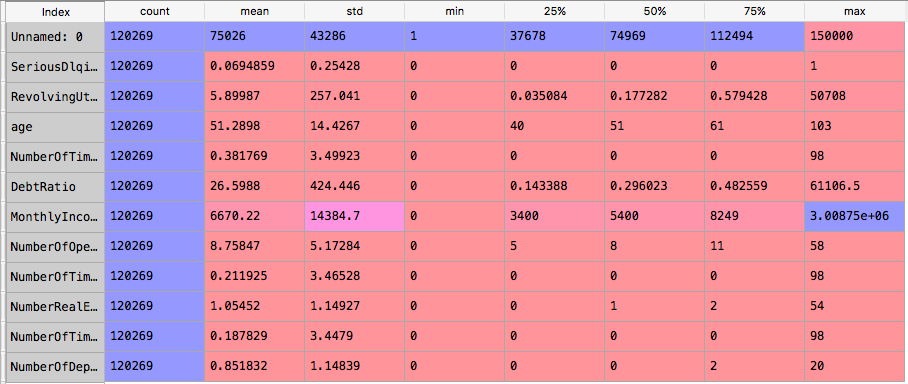 Index count mean std min 25% 50% 75% max
Unnamed: 0 120269 75026 43286 1 37678 74969 112494 150000
SeriousDlqi… 120269 0.0694859 0.25428 0 0 0 0 1
RevolvingUt… 120269 5.89987 257.041 0 0.035084 0.177282 0.579428 50708
age 120269 51.2898 14.4267 0 40 51 61 103
NumberOfTim… 120269 0.381769 3.49923 0 0 0 0 98
DebtRatio 120269 26.5988 424.446 0 0.143388 0.296023 0.482559 61106.5
MonthlyInco… 120269 6670.22 14384.7 0 3400 5400 8249 3.00875e+06
NumberOfOpe… 120269 8.75847 5.17284 0 5 8 11 58
NumberOfTim… 120269 0.211925 3.46528 0 0 0 0 98
NumberRealE… 120269 1.05452 1.14927 0 0 1 2 54
NumberOfTim… 120269 0.187829 3.4479 0 0 0 0 98
NumberOfDep… 120269 0.851832 1.14839 0 0 0 2 20